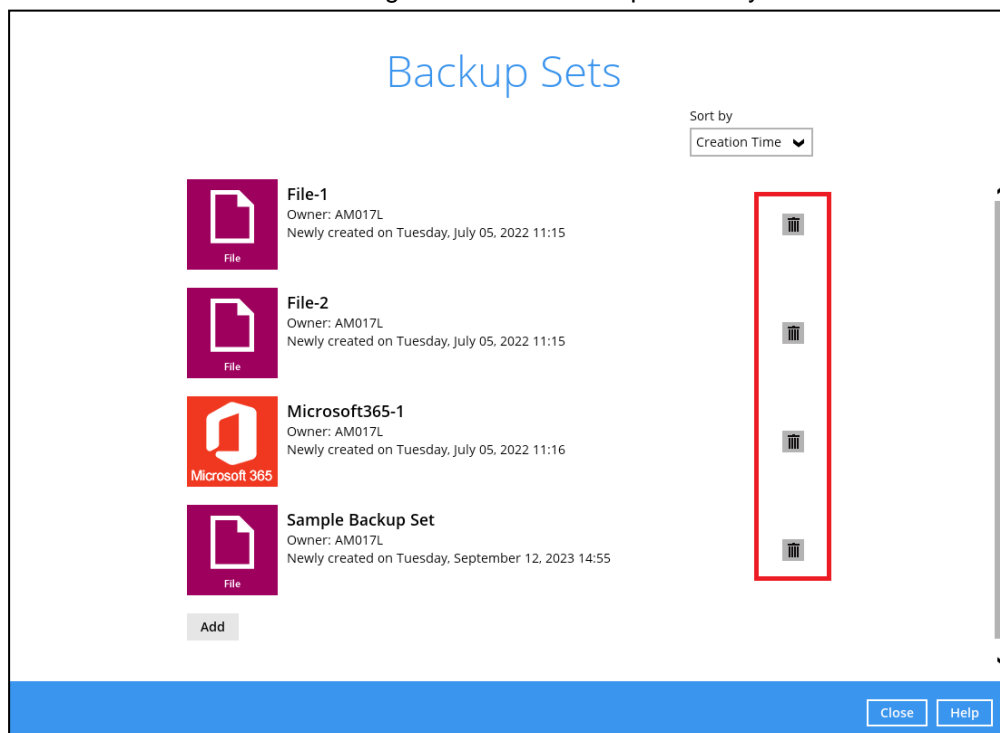 Backup Sets
Sort by
Creation Time
File-1
Owner: AM017L
Newly created on Tuesday, July 05, 2022 11:15
File
File-2
Owner: AM017L
Newly created on Tuesday, July 05, 2022 11:15
File
Microsoft365-1
Owner: AM017L
Newly created on Tuesday, July 05, 2022 11:16
Microsoft 365
Sample Backup Set
Owner: AM017L
Newly created on Tuesday, September 12, 2023 14:55
File
Add
Close Help